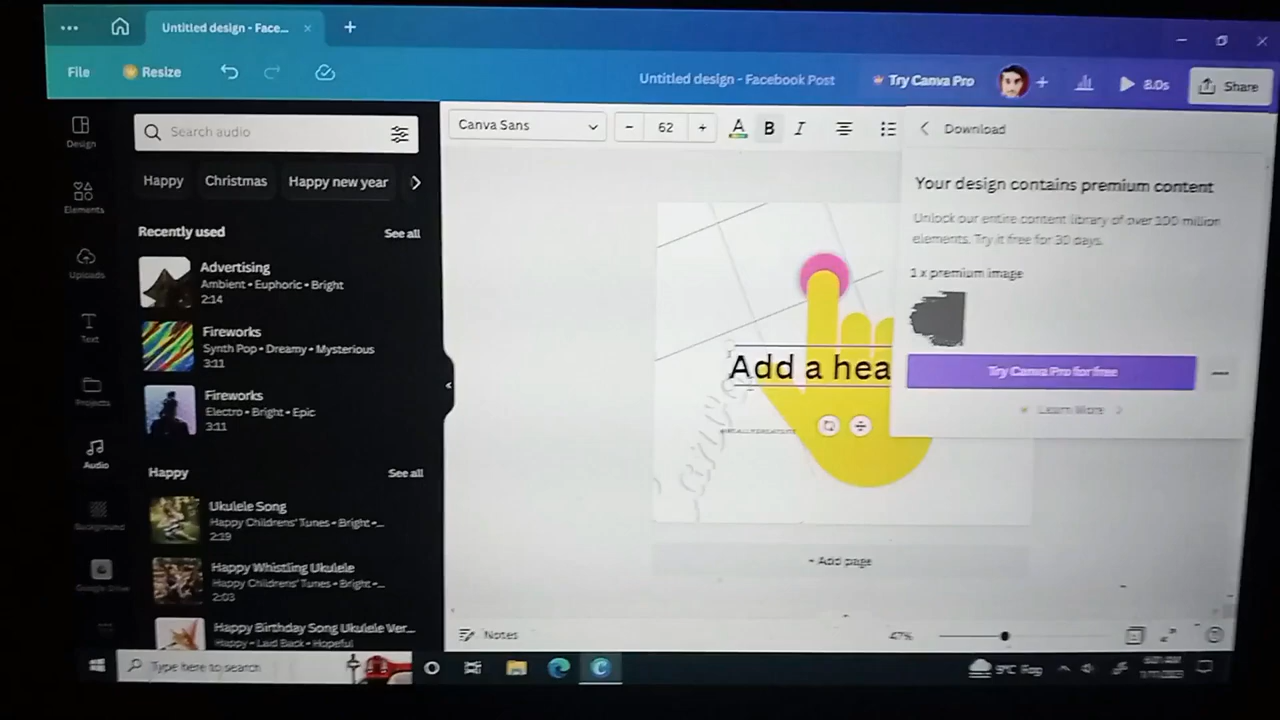 Untitled design - Face...
File
Resize
Untitled design - Facebook Post
Try Canva Pro
8.0s
Share
Design
Elements
Uploads
Text
Projects
Audio
Background
Google Drive
Search audio
Happy
Christmas
Happy new year
Recently used
See all
Advertising
Ambient • Euphoric • Bright
2:14
Fireworks
Synth Pop • Dreamy • Mysterious
3:11
Fireworks
Electro • Bright • Epic
3:11
Happy
See all
Ukulele Song
Happy Childrens' Tunes • Bright •...
2:19
Happy Whistling Ukulele
Happy Childrens' Tunes • Bright •...
2:03
Happy Birthday Song Ukulele Ver...
Happy • Laid Back • Hopeful
Canva Sans
62
A
B
I
Add a hea
+ Add page
Download
Your design contains premium content
Unlock our entire content library of over 100 million
elements. Try it free for 30 days.
1 x premium image
Try Canva Pro for free
Learn More
Notes
47%
Type here to search
9°C Fog